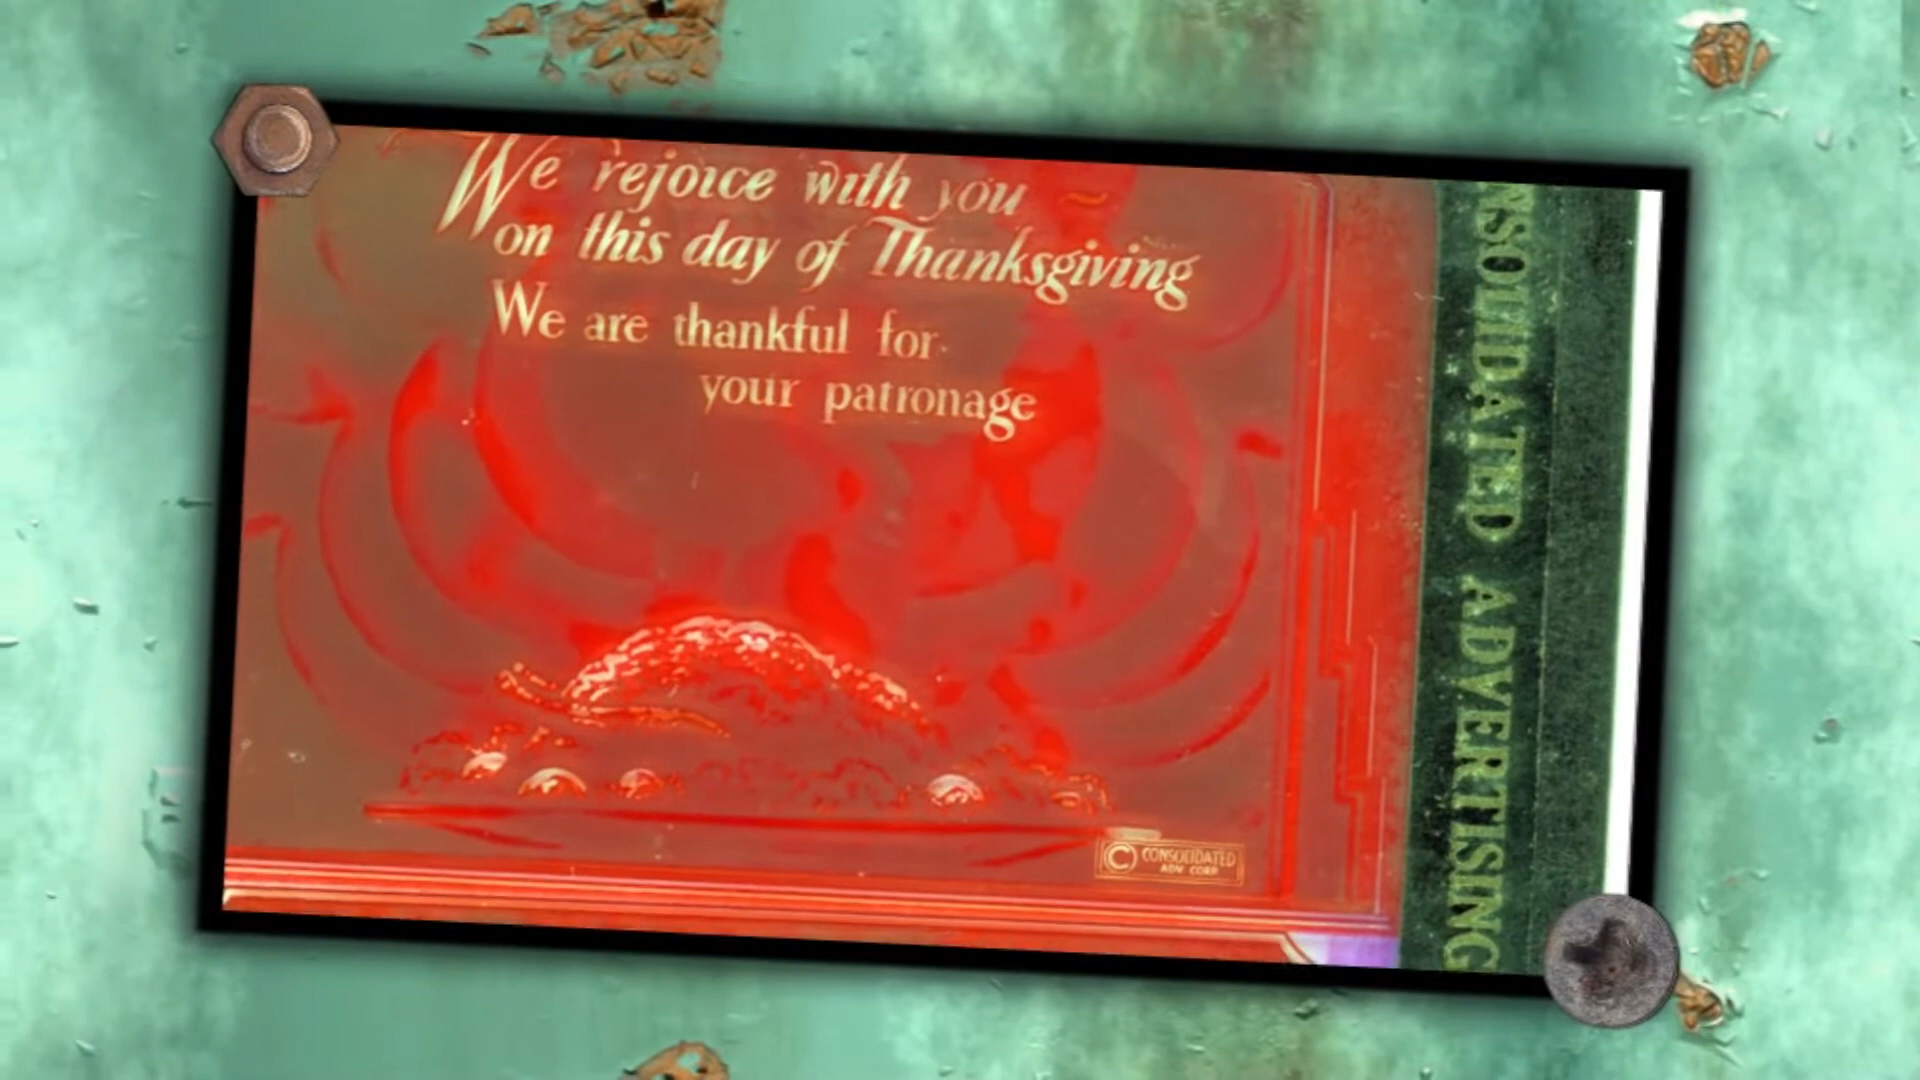 We rejoice with you ~
on this day of Thanksgiving
We are thankful for
your patronage
© CONSOLIDATED
ADV CORP
NSOLIDATED ADVERTISING